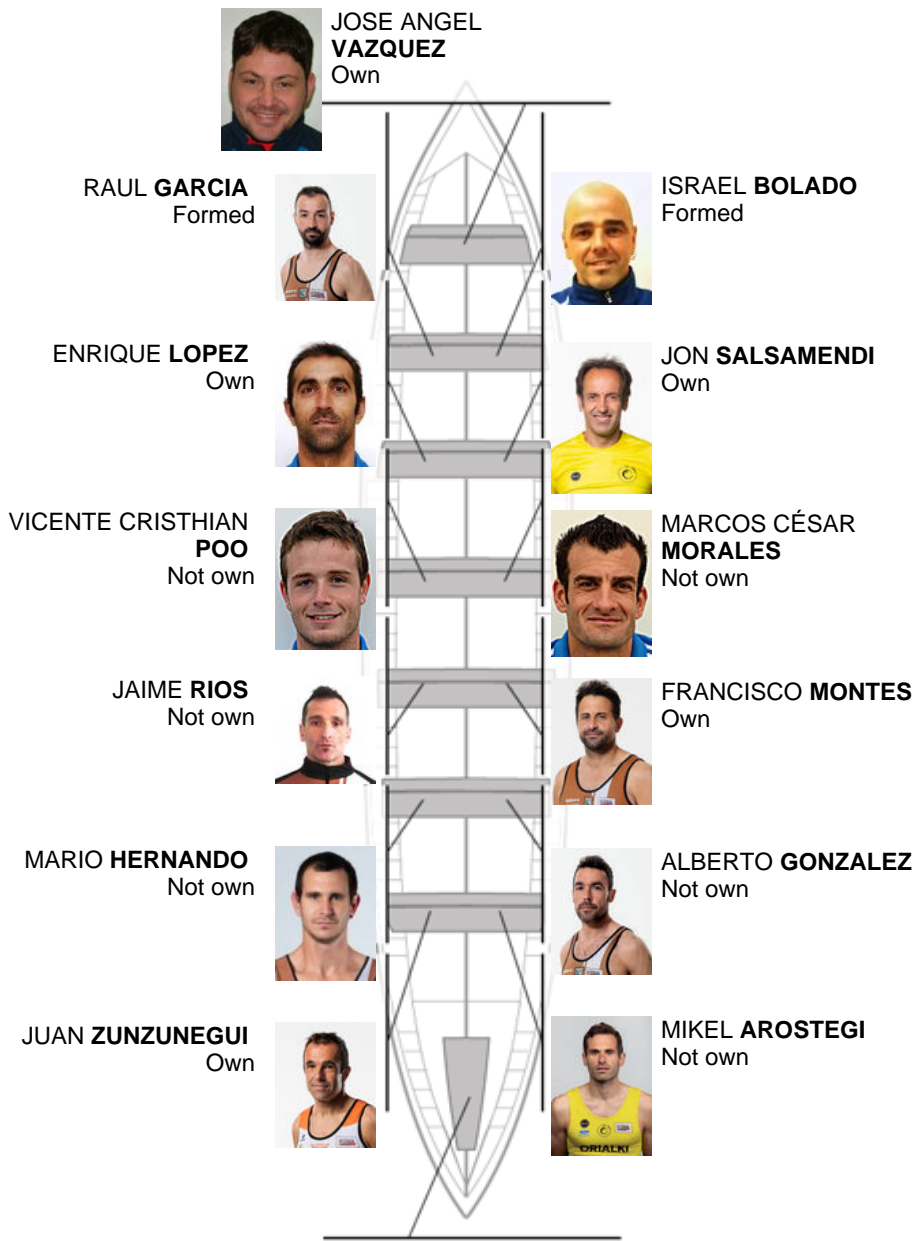 JOSE ANGEL
VAZQUEZ
Own
RAUL GARCIA
Formed
ISRAEL BOLADO
Formed
ENRIQUE LOPEZ
Own
JON SALSAMENDI
Own
VICENTE CRISTHIAN
POO
Not own
MARCOS CÉSAR
MORALES
Not own
JAIME RIOS
Not own
FRANCISCO MONTES
Own
MARIO HERNANDO
Not own
ALBERTO GONZALEZ
Not own
JUAN ZUNZUNEGUI
Own
MIKEL AROSTEGI
Not own
ORIALKI